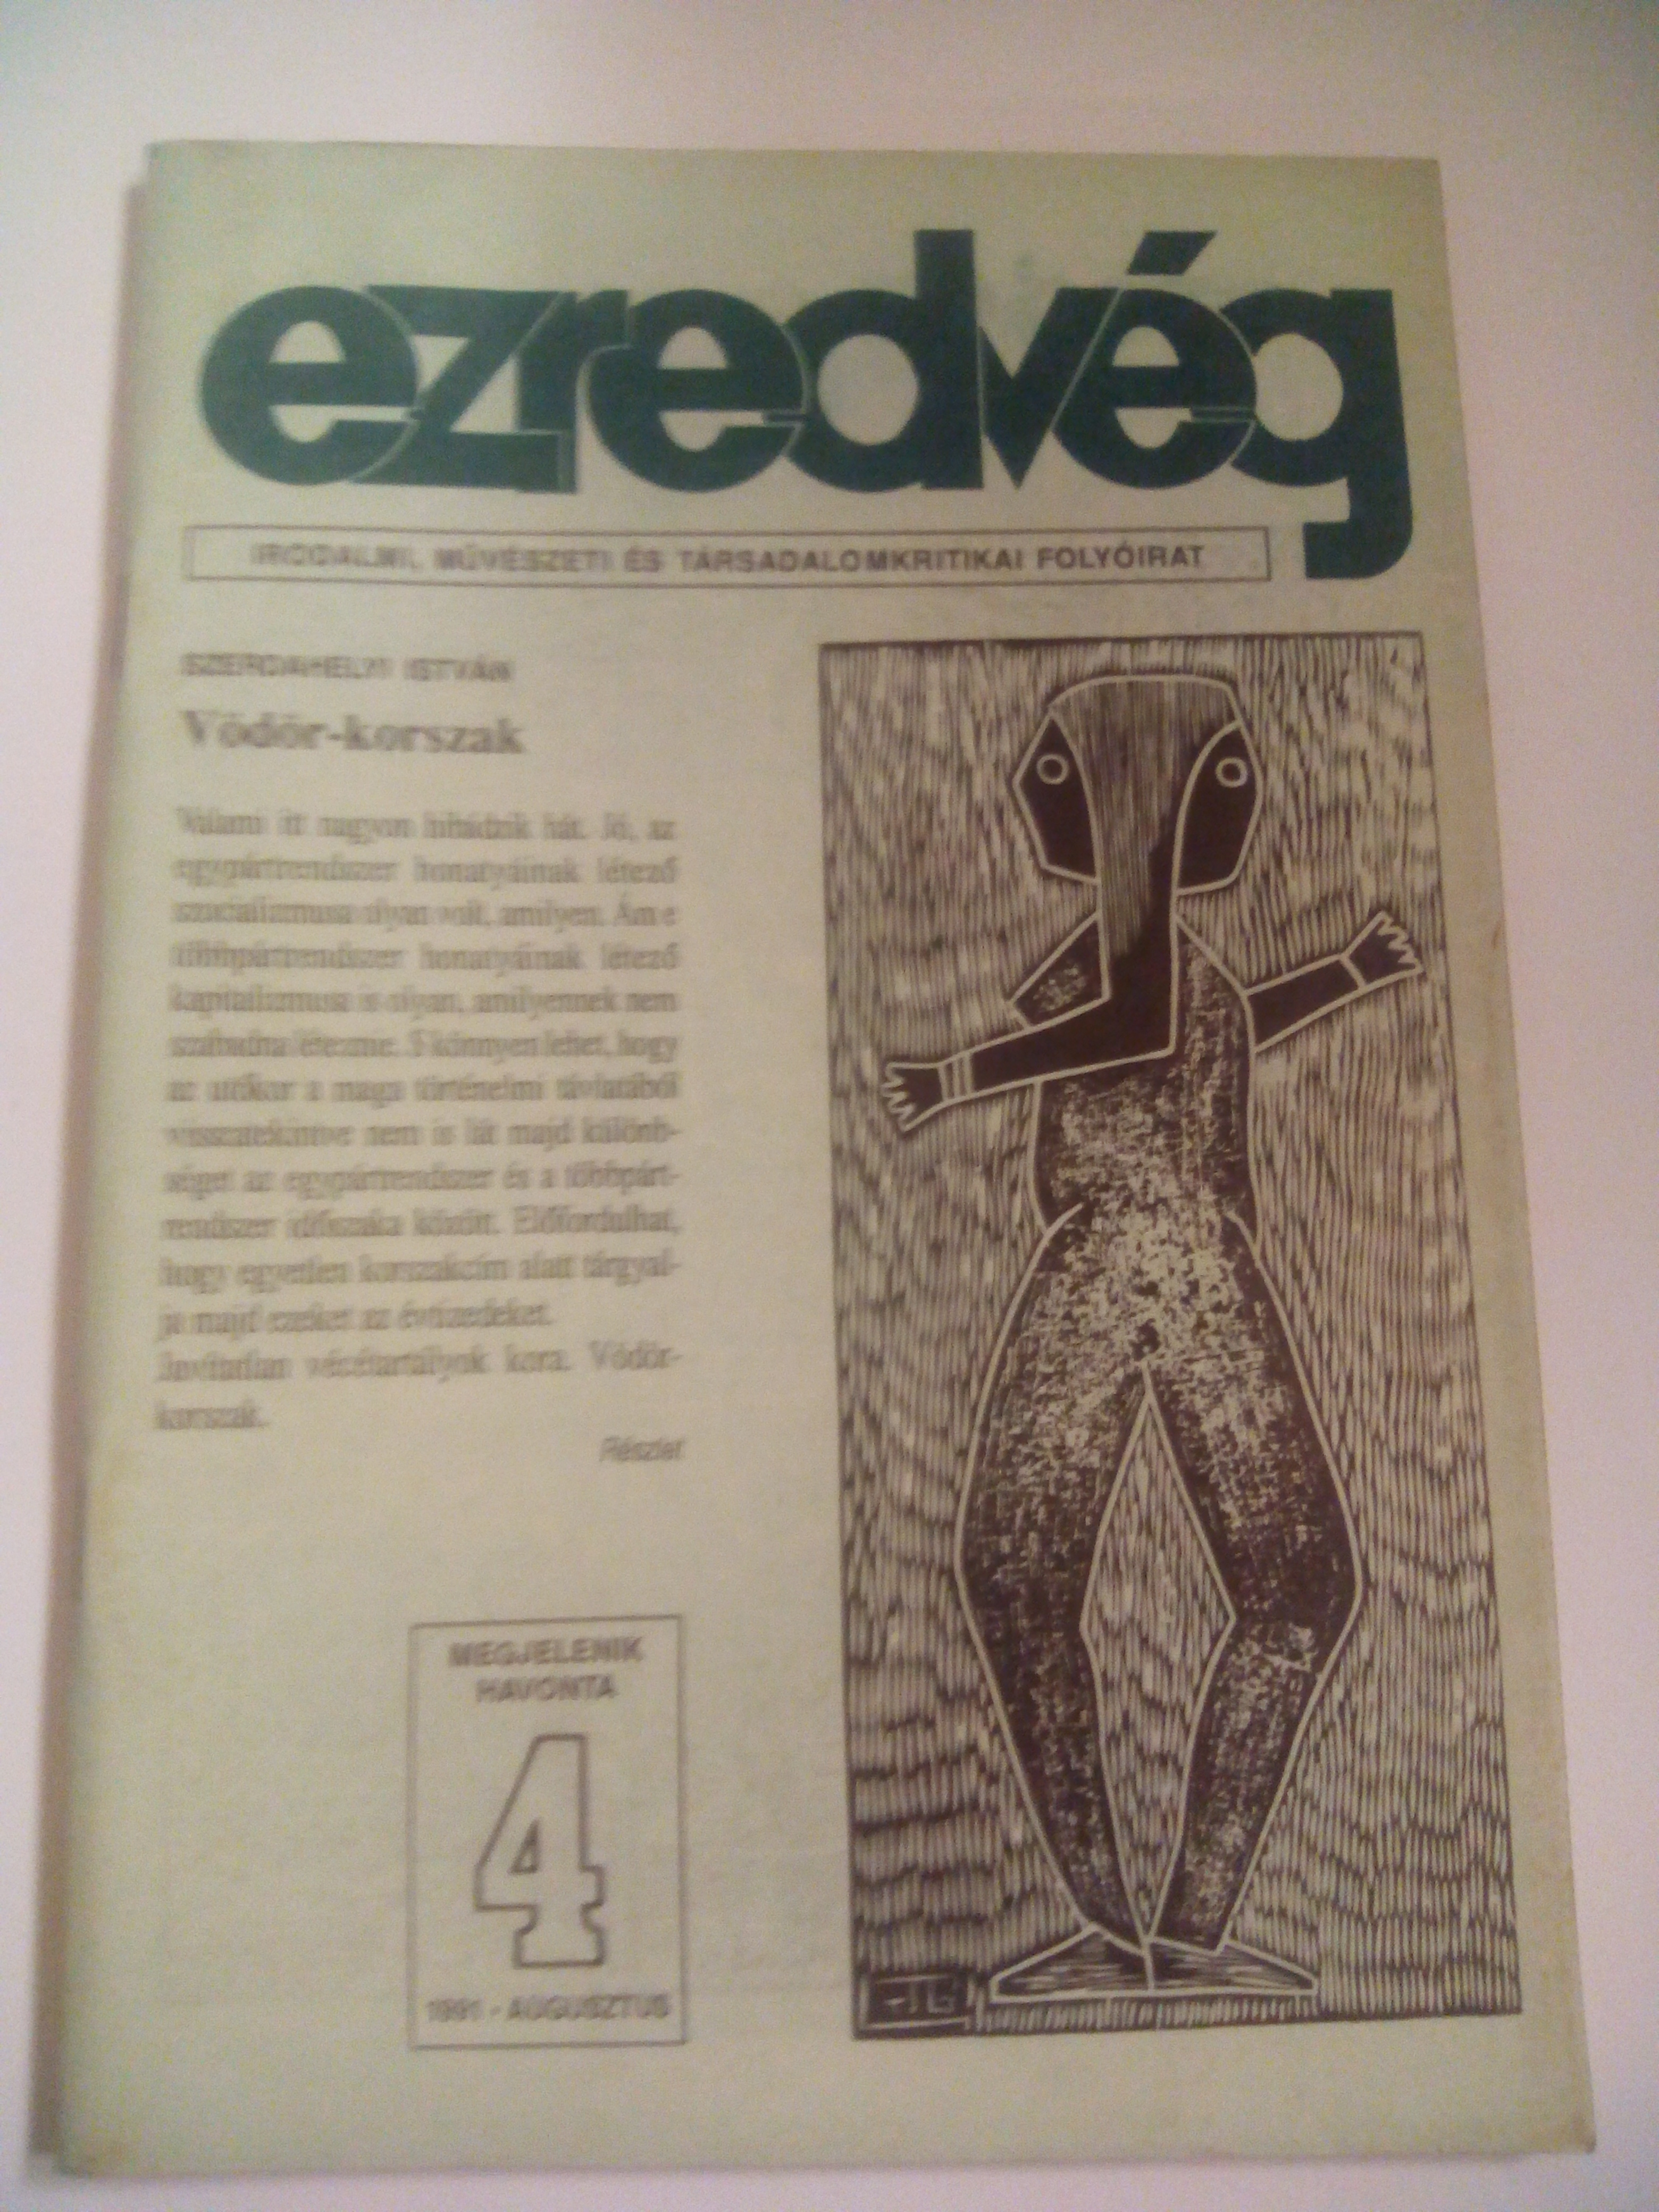 ezredvég
IRODALMI, MŰVÉSZETI ÉS TÁRSADALOMKRITIKAI FOLYÓIRAT
SZERDAHELYI ISTVÁN
Vödör-korszak
Valami itt nagyon hibádzik hát. Jó, az
egypártrendszer honatyáinak létező
szocializmusa olyan volt, amilyen. Ám e
többpártrendszer honatyáinak létező
kapitalizmusa is olyan, amilyennek nem
szabadna léteznie. S könnyen lehet, hogy
az utókor a maga történelmi távlatából
visszatekintve nem is lát majd különb-
séget az egypártrendszer és a többpárt-
rendszer időszaka között. Előfordulhat,
hogy egyetlen korszakcím alatt tárgyal-
ja majd ezeket az évtizedeket.
Javítatlan vécétartályok kora. Vödör-
korszak.
Részlet
MEGJELENIK
HAVONTA
4
1991 - AUGUSZTUS